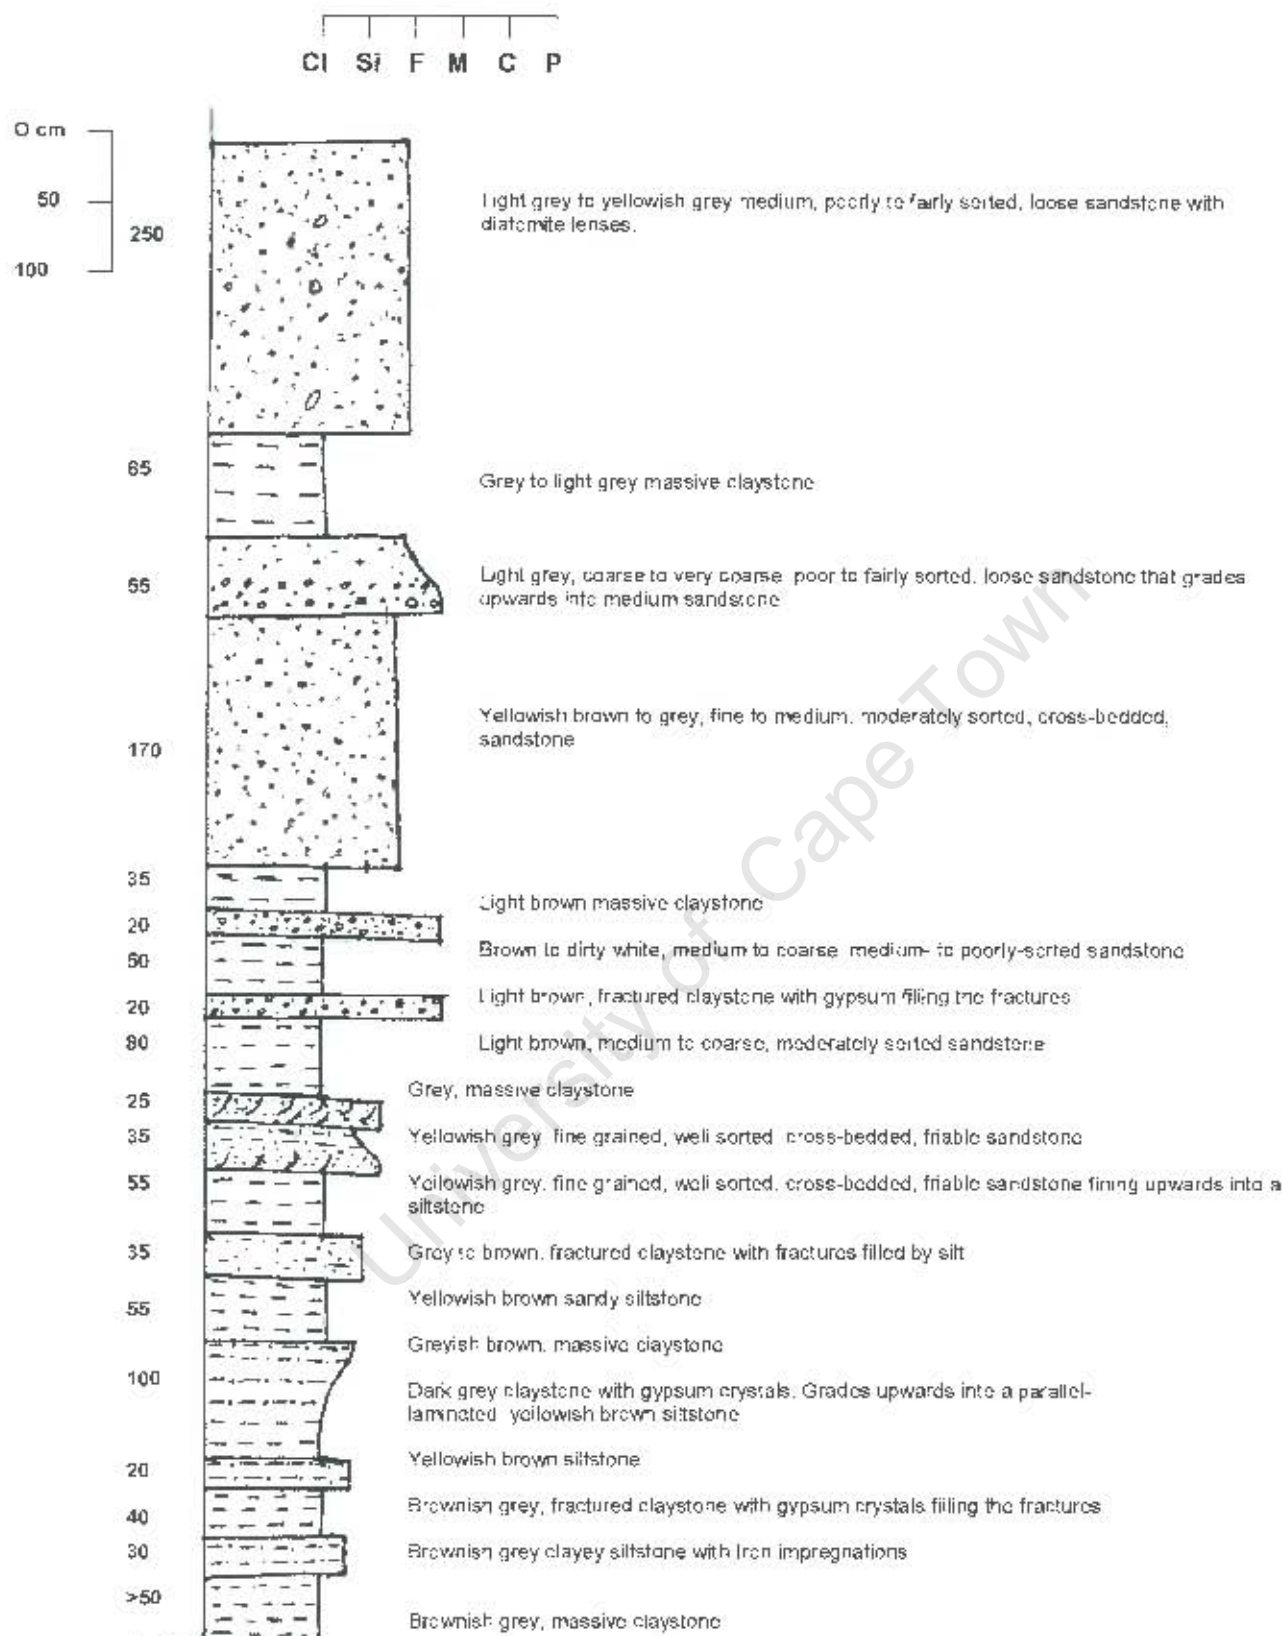 Cl Si F M C P
0 cm
50
100
250
Light grey to yellowish grey medium, poorly to fairly sorted, loose sandstone with
diatomite lenses.
65
Grey to light grey massive claystone
55
Light grey, coarse to very coarse poor to fairly sorted, loose sandstone that grades
upwards into medium sandstone
170
Yellowish brown to grey, fine to medium, moderately sorted, cross-bedded,
sandstone
35
Light brown massive claystone
20
Brown to dirty white, medium to coarse medium- to poorly-sorted sandstone
50
Light brown, fractured claystone with gypsum filling the fractures
20
Light brown, medium to coarse, moderately sorted sandstone
80
Grey, massive claystone
25
Yellowish grey fine grained, well sorted cross-bedded, friable sandstone
35
Yellowish grey, fine grained, well sorted, cross-bedded, friable sandstone fining upwards into a
siltstone
55
Grey to brown, fractured claystone with fractures filled by silt
35
Yellowish brown sandy siltstone
55
Greyish brown, massive claystone
100
Dark grey claystone with gypsum crystals. Grades upwards into a parallel-
laminated yellowish brown siltstone
20
Yellowish brown siltstone
40
Brownish grey, fractured claystone with gypsum crystals filling the fractures
30
Brownish grey clayey siltstone with Iron impregnations
>50
Brownish grey, massive claystone
University of Cape Town